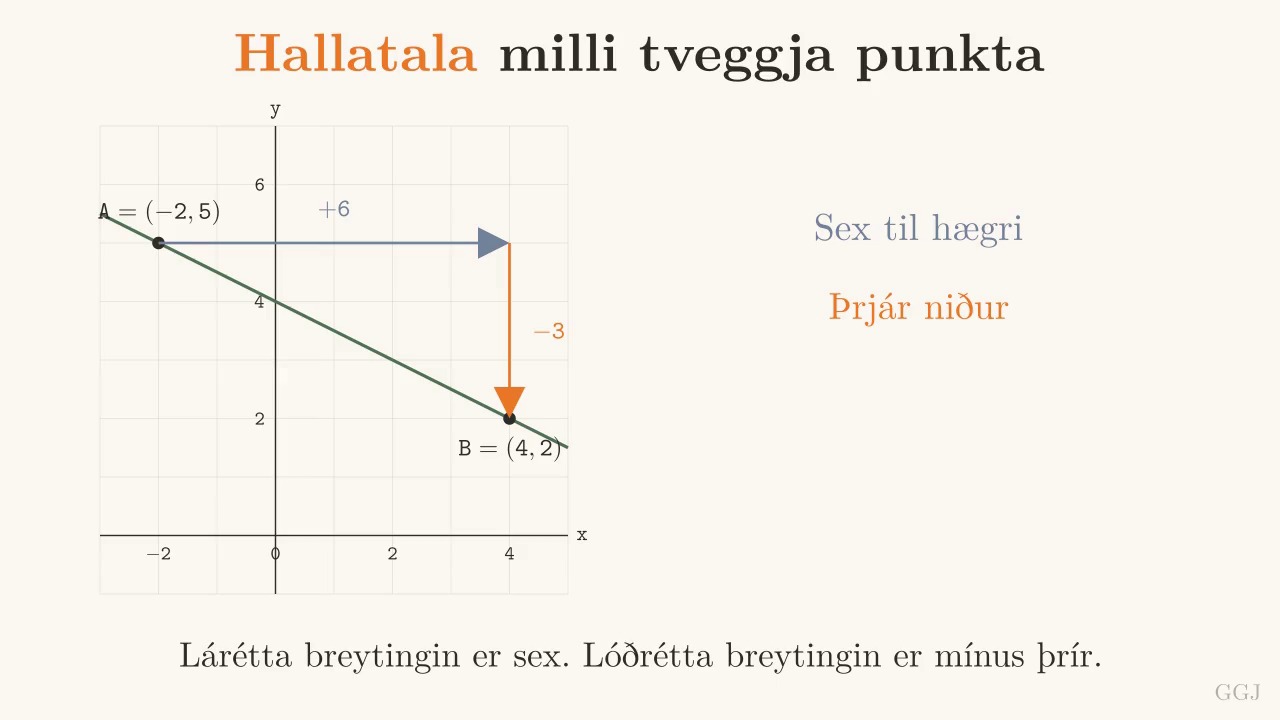 Hallatala milli tveggja punkta
y
6
A = (−2, 5)
+6
Sex til hægri
4
Þrjár niður
−3
2
B = (4, 2)
x
−2 0 2 4
Lárétta breytingin er sex. Lóðrétta breytingin er mínus þrír.
GGJ